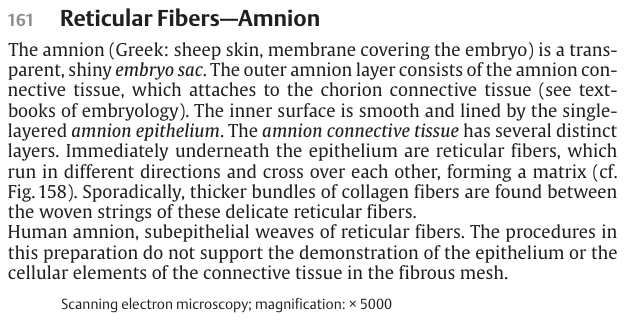 161 Reticular Fibers—Amnion
The amnion (Greek: sheep skin, membrane covering the embryo) is a trans-
parent, shiny embryo sac. The outer amnion layer consists of the amnion con-
nective tissue, which attaches to the chorion connective tissue (see text-
books of embryology). The inner surface is smooth and lined by the single-
layered amnion epithelium. The amnion connective tissue has several distinct
layers. Immediately underneath the epithelium are reticular fibers, which
run in different directions and cross over each other, forming a matrix (cf.
Fig. 158). Sporadically, thicker bundles of collagen fibers are found between
the woven strings of these delicate reticular fibers.
Human amnion, subepithelial weaves of reticular fibers. The procedures in
this preparation do not support the demonstration of the epithelium or the
cellular elements of the connective tissue in the fibrous mesh.
Scanning electron microscopy; magnification: × 5000